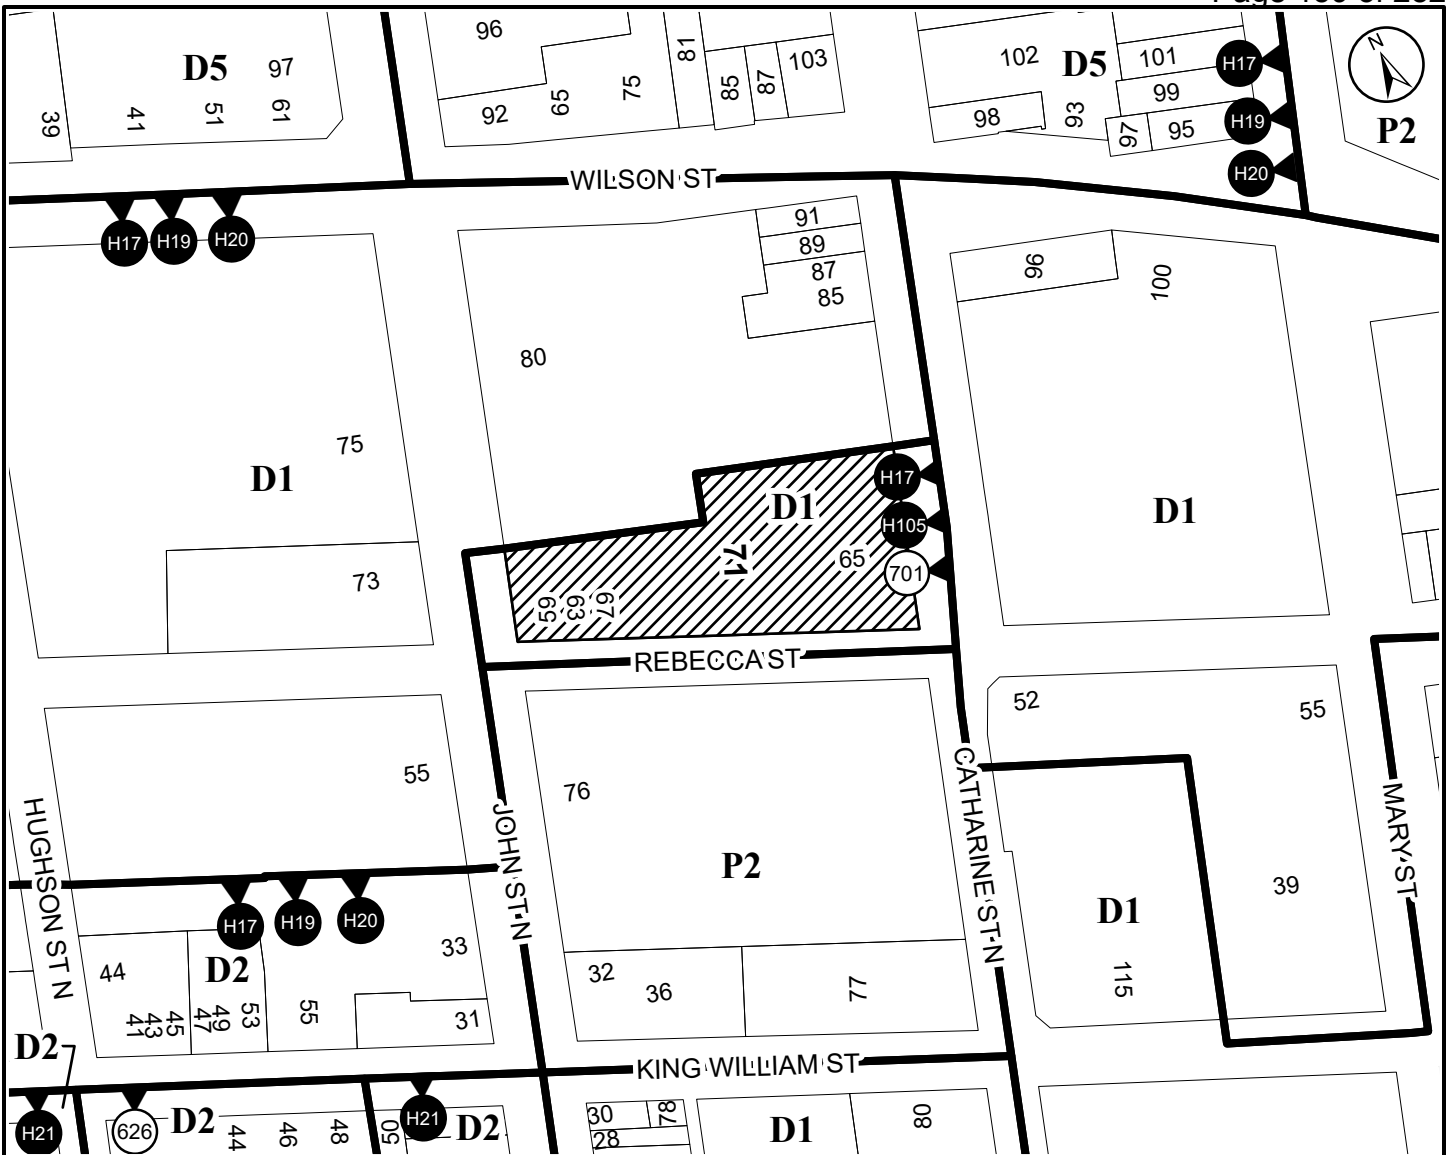 D5
97
39
41
51
61
96
92
65
75
81
85
87
103
102
D5
98
93
101
99
97
95
H17
H19
H20
N
P2
WILSON ST
H17
H19
H20
91
89
87
85
80
96
100
75
D1
73
D1
71
65
59
63
67
H17
H105
701
D1
REBECCA ST
55
76
P2
32
36
77
52
55
39
D1
115
HUGHSON ST N
JOHN ST N
CATHARINE ST N
MARY ST
H17
H19
H20
33
44
D2
41
43
45
47
49
53
55
31
D2
KING WILLIAM ST
H21
626
D2
44
46
48
50
H21
D2
30
78
28
D1
80